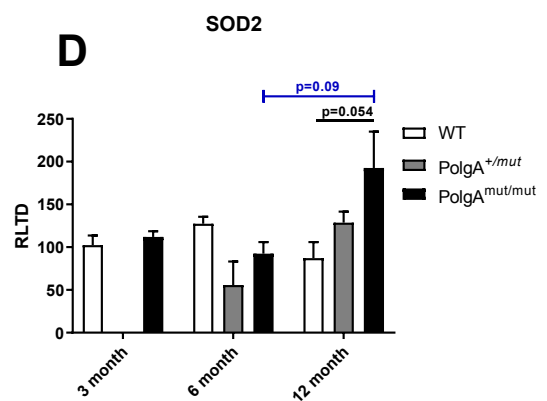 SOD2
D
p=0.09
p=0.054
WT
PolgA+/mut
PolgAmut/mut
RLTD
250
200
150
100
50
0
3 month
6 month
12 month